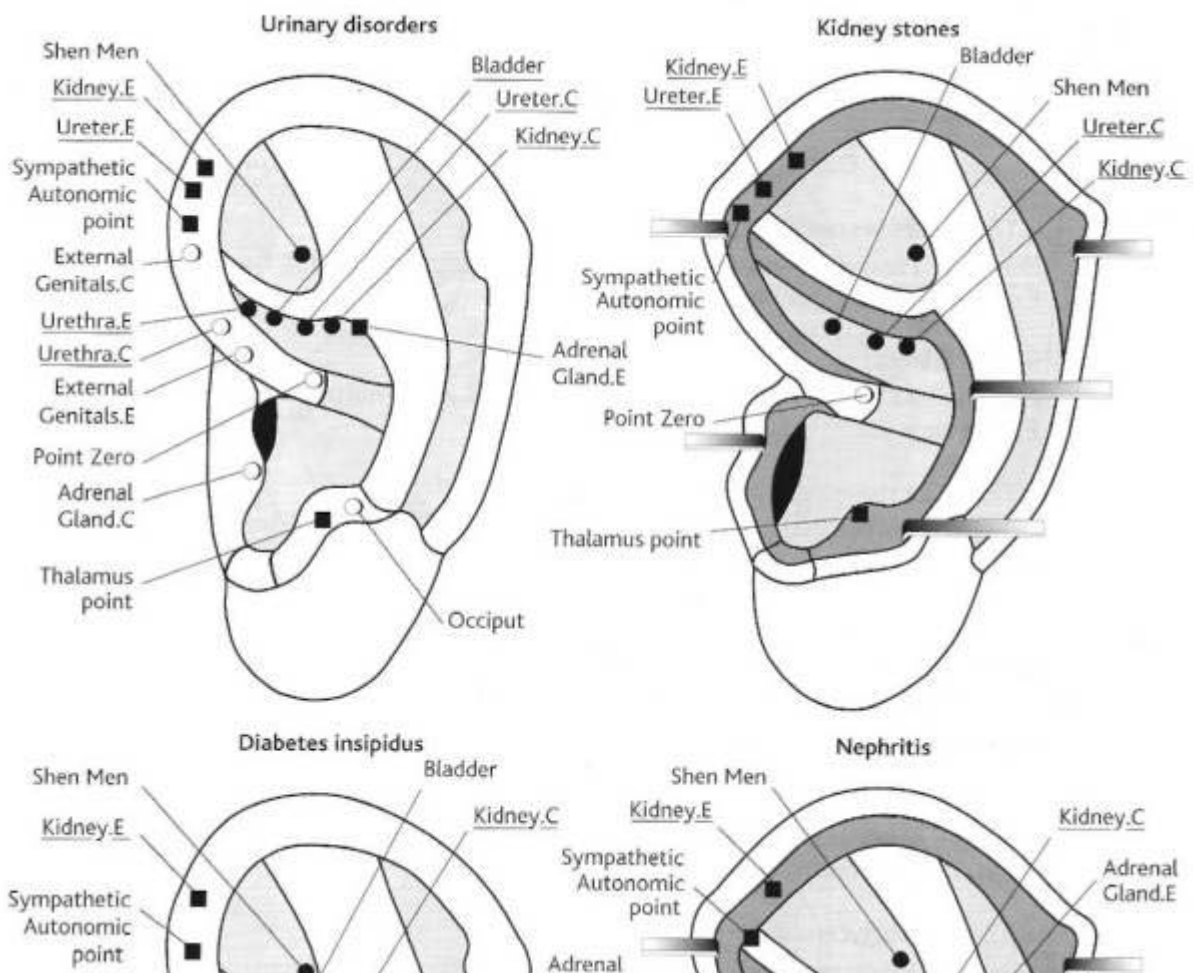 Urinary disorders
Shen Men
Kidney.E
Ureter.E
Sympathetic
Autonomic
point
External
Genitals.C
Urethra.E
Urethra.C
External
Genitals.E
Point Zero
Adrenal
Gland.C
Thalamus
point
Bladder
Ureter.C
Kidney.C
Adrenal
Gland.E
Occiput
Kidney stones
Kidney.E
Ureter.E
Sympathetic
Autonomic
point
Point Zero
Thalamus point
Bladder
Shen Men
Ureter.C
Kidney.C
Diabetes insipidus
Shen Men
Kidney.E
Sympathetic
Autonomic
point
Bladder
Kidney.C
Adrenal
Nephritis
Shen Men
Kidney.E
Sympathetic
Autonomic
point
Kidney.C
Adrenal
Gland.E